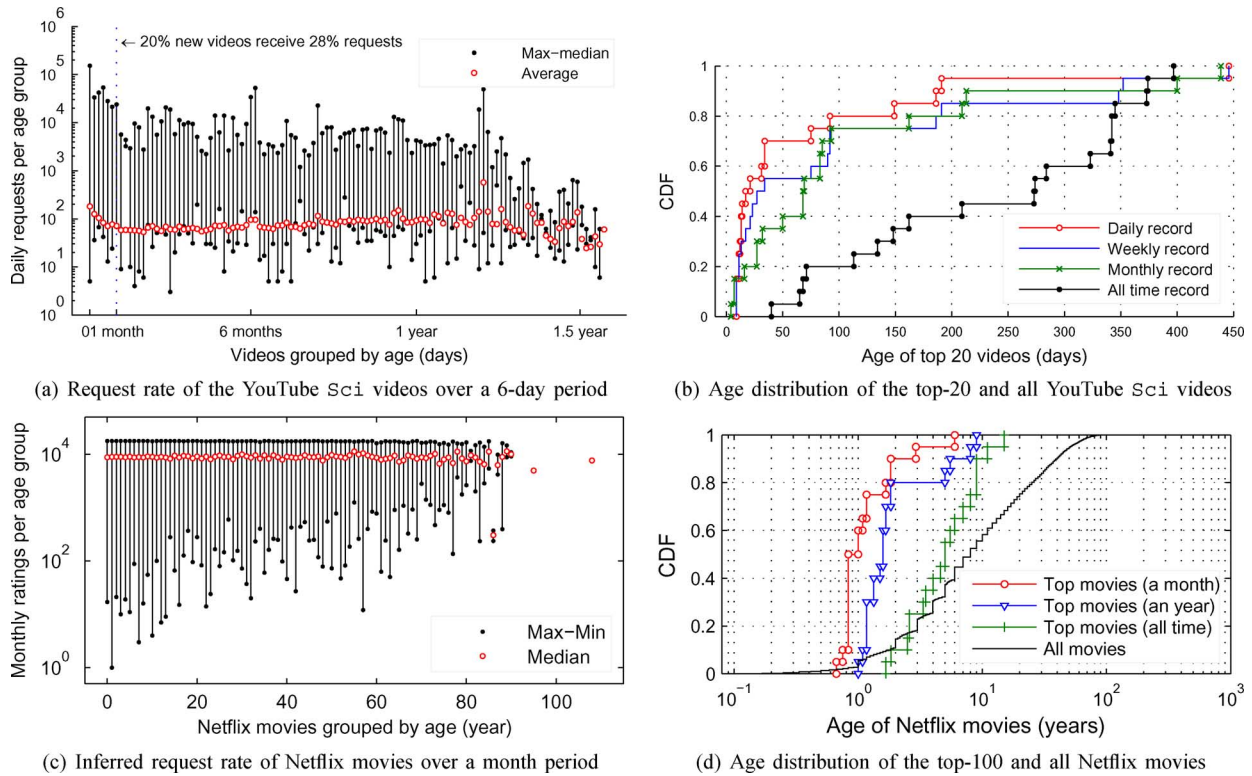 10^6
10^5
10^4
10^3
10^2
10^1
10^1
10^0
Daily requests per age group
← 20% new videos receive 28% requests
Max−median
Average
01 month
6 months
1 year
1.5 year
Videos grouped by age (days)
(a) Request rate of the YouTube Sci videos over a 6-day period
1
0.8
0.6
0.4
0.2
0
CDF
Daily record
Weekly record
Monthly record
All time record
0 50 100 150 200 250 300 350 400 450
Age of top 20 videos (days)
(b) Age distribution of the top-20 and all YouTube Sci videos
10^4
10^2
10^0
Monthly ratings per age group
Max−Min
Median
0 20 40 60 80 100
Netflix movies grouped by age (year)
(c) Inferred request rate of Netflix movies over a month period
1
0.8
0.6
0.4
0.2
0
CDF
Top movies (a month)
Top movies (an year)
Top movies (all time)
All movies
10^−1 10^0 10^1 10^2 10^3
Age of Netflix movies (years)
(d) Age distribution of the top-100 and all Netflix movies